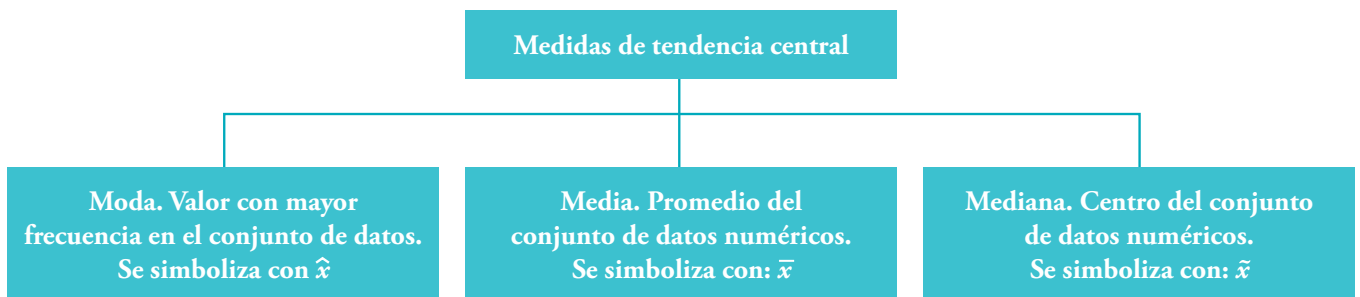 Medidas de tendencia central
Moda. Valor con mayor
frecuencia en el conjunto de datos.
Se simboliza con x̂
Media. Promedio del
conjunto de datos numéricos.
Se simboliza con: x̅
Mediana. Centro del conjunto
de datos numéricos.
Se simboliza con: x̃